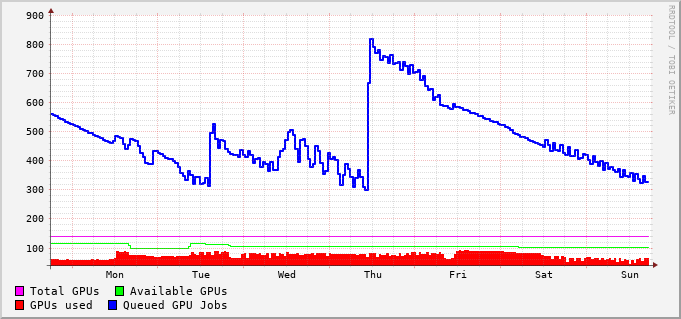 900
800
700
600
500
400
300
200
100
Mon Tue Wed Thu Fri Sat Sun
Total GPUs Available GPUs
GPUs used Queued GPU Jobs
RRDTOOL / TOBI OETIKER